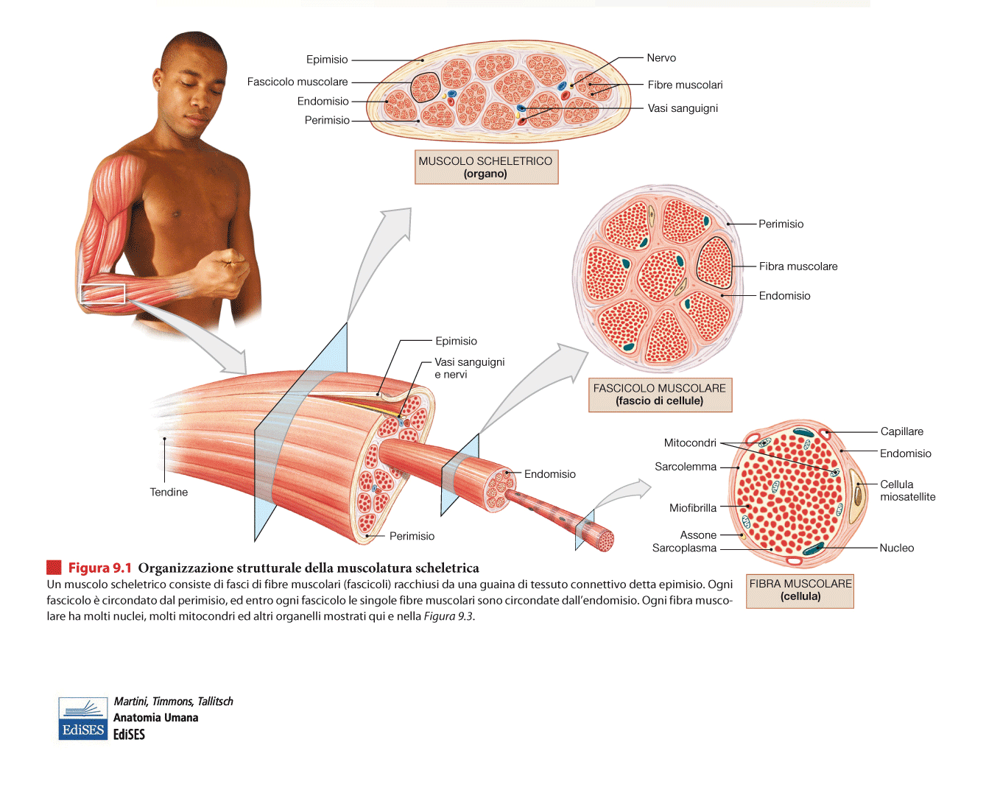 Epimisio
Fascicolo muscolare
Endomisio
Perimisio
Nervo
Fibre muscolari
Vasi sanguigni
MUSCOLO SCHELETRICO
(organo)
Perimisio
Fibra muscolare
Endomisio
FASCICOLO MUSCOLARE
(fascio di cellule)
Epimisio
Vasi sanguigni
e nervi
Endomisio
Tendine
Perimisio
Mitocondri
Sarcolemma
Miofibrilla
Assone
Sarcoplasma
Capillare
Endomisio
Cellula
miosatellite
Nucleo
FIBRA MUSCOLARE
(cellula)
Figura 9.1 Organizzazione strutturale della muscolatura scheletrica
Un muscolo scheletrico consiste di fasci di fibre muscolari (fascicoli) racchiusi da una guaina di tessuto connettivo detta epimisio. Ogni
fascicolo è circondato dal perimisio, ed entro ogni fascicolo le singole fibre muscolari sono circondate dall'endomisio. Ogni fibra musco-
lare ha molti nuclei, molti mitocondri ed altri organelli mostrati qui e nella Figura 9.3.
EdiSES
Martini, Timmons, Tallitsch
Anatomia Umana
EdiSES